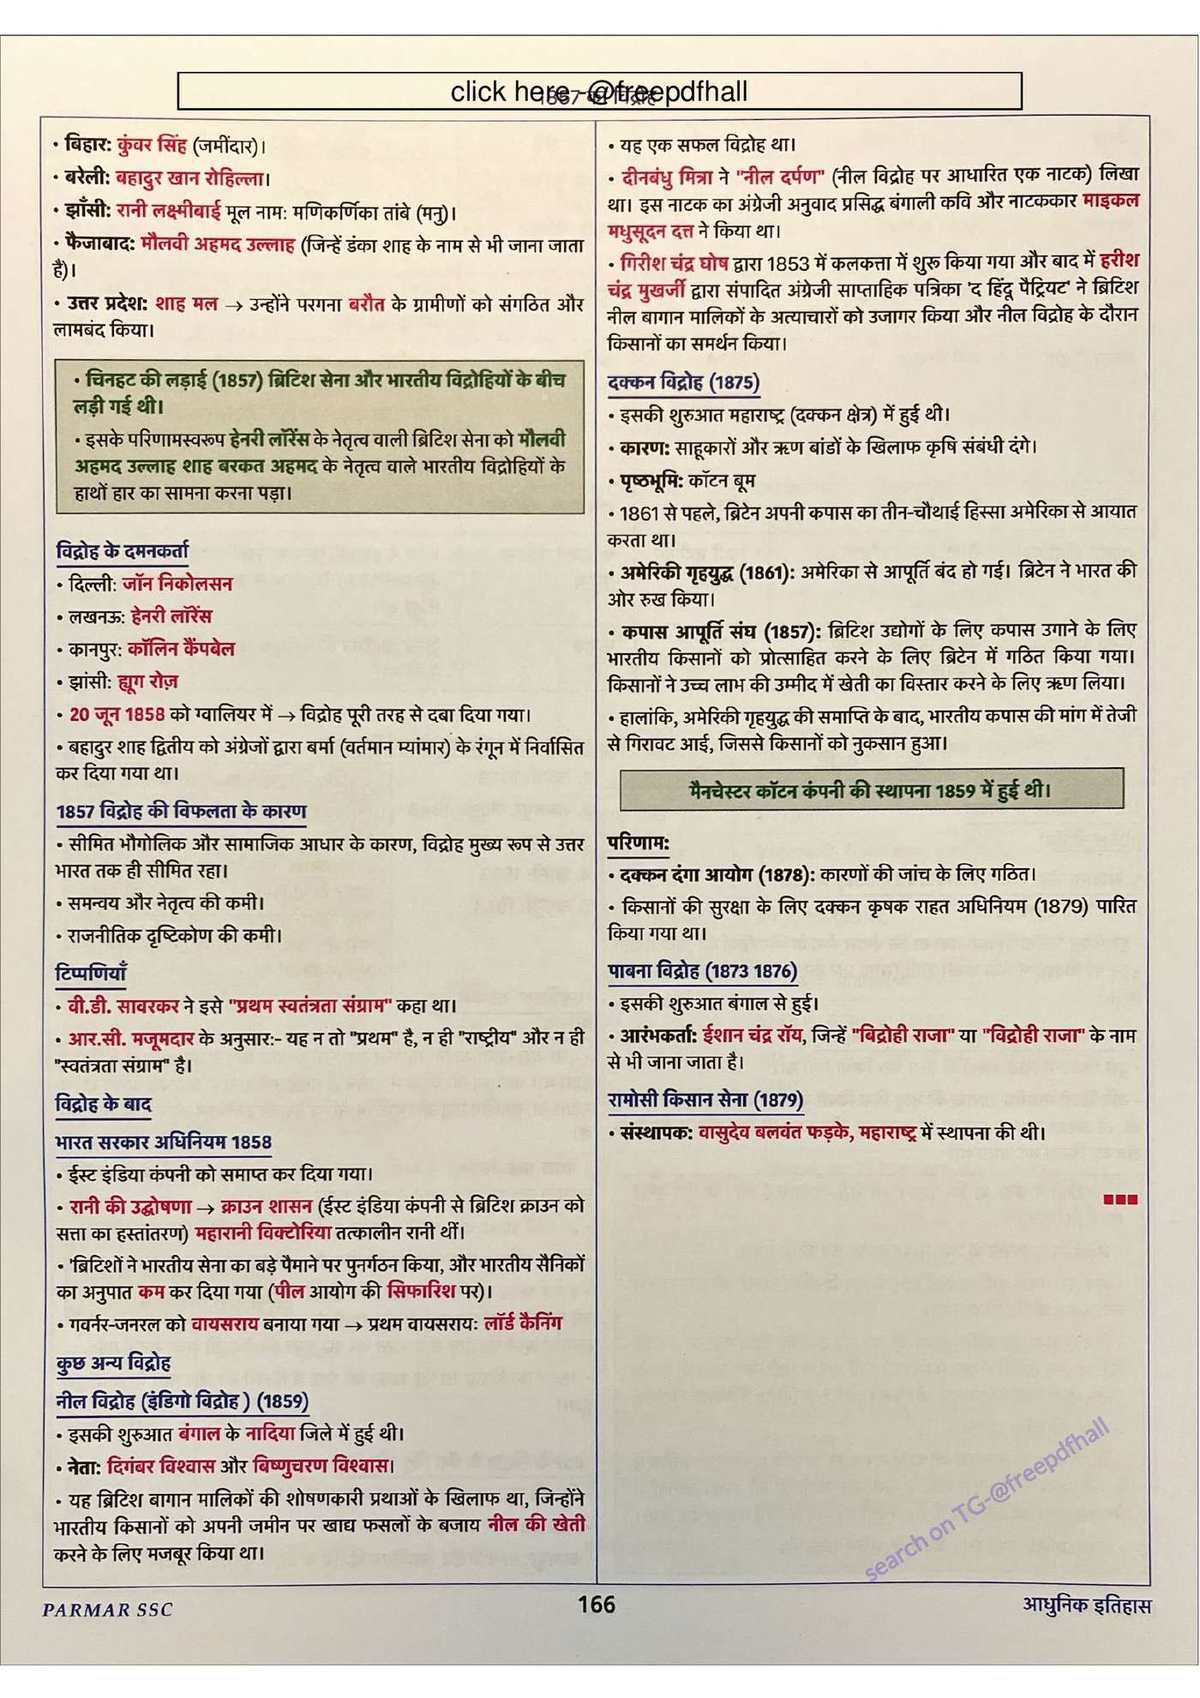 click here - @freepdfhall
1857 का विद्रोह
• बिहार: कुंवर सिंह (जमींदार)।
• बरेली: बहादुर खान रोहिल्ला।
• झाँसी: रानी लक्ष्मीबाई मूल नाम: मणिकर्णिका तांबे (मनु)।
• फैजाबाद: मौलवी अहमद उल्लाह (जिन्हें डंका शाह के नाम से भी जाना जाता
है)।
• उत्तर प्रदेश: शाह मल → उन्होंने परगना बरौत के ग्रामीणों को संगठित और
लामबंद किया।
• चिनहट की लड़ाई (1857) ब्रिटिश सेना और भारतीय विद्रोहियों के बीच
लड़ी गई थी।
• इसके परिणामस्वरूप हेनरी लॉरेंस के नेतृत्व वाली ब्रिटिश सेना को मौलवी
अहमद उल्लाह शाह बरकत अहमद के नेतृत्व वाले भारतीय विद्रोहियों के
हाथों हार का सामना करना पड़ा।
विद्रोह के दमनकर्ता
• दिल्ली: जॉन निकोलसन
• लखनऊ: हेनरी लॉरेंस
• कानपुर: कॉलिन कैंपबेल
• झांसी: ह्यूग रोज़
• 20 जून 1858 को ग्वालियर में → विद्रोह पूरी तरह से दबा दिया गया।
• बहादुर शाह द्वितीय को अंग्रेजों द्वारा बर्मा (वर्तमान म्यांमार) के रंगून में निर्वासित
कर दिया गया था।
1857 विद्रोह की विफलता के कारण
• सीमित भौगोलिक और सामाजिक आधार के कारण, विद्रोह मुख्य रूप से उत्तर
भारत तक ही सीमित रहा।
• समन्वय और नेतृत्व की कमी।
• राजनीतिक दृष्टिकोण की कमी।
टिप्पणियाँ
• वी.डी. सावरकर ने इसे "प्रथम स्वतंत्रता संग्राम" कहा था।
• आर.सी. मजूमदार के अनुसार:- यह न तो "प्रथम" है, न ही "राष्ट्रीय" और न ही
"स्वतंत्रता संग्राम" है।
विद्रोह के बाद
भारत सरकार अधिनियम 1858
• ईस्ट इंडिया कंपनी को समाप्त कर दिया गया।
• रानी की उद्घोषणा → क्राउन शासन (ईस्ट इंडिया कंपनी से ब्रिटिश क्राउन को
सत्ता का हस्तांतरण) महारानी विक्टोरिया तत्कालीन रानी थीं।
• 'ब्रिटिशों ने भारतीय सेना का बड़े पैमाने पर पुनर्गठन किया, और भारतीय सैनिकों
का अनुपात कम कर दिया गया (पील आयोग की सिफारिश पर)।
• गवर्नर-जनरल को वायसराय बनाया गया → प्रथम वायसराय: लॉर्ड कैनिंग
कुछ अन्य विद्रोह
नील विद्रोह (इंडिगो विद्रोह ) (1859)
• इसकी शुरुआत बंगाल के नादिया जिले में हुई थी।
• नेता: दिगंबर विश्वास और बिष्णुचरण विश्वास।
• यह ब्रिटिश बागान मालिकों की शोषणकारी प्रथाओं के खिलाफ था, जिन्होंने
भारतीय किसानों को अपनी जमीन पर खाद्य फसलों के बजाय नील की खेती
करने के लिए मजबूर किया था।
• यह एक सफल विद्रोह था।
• दीनबंधु मित्रा ने "नील दर्पण" (नील विद्रोह पर आधारित एक नाटक) लिखा
था। इस नाटक का अंग्रेजी अनुवाद प्रसिद्ध बंगाली कवि और नाटककार माइकल
मधुसूदन दत्त ने किया था।
• गिरीश चंद्र घोष द्वारा 1853 में कलकत्ता में शुरू किया गया और बाद में हरीश
चंद्र मुखर्जी द्वारा संपादित अंग्रेजी साप्ताहिक पत्रिका 'द हिंदू पैट्रियट' ने ब्रिटिश
नील बागान मालिकों के अत्याचारों को उजागर किया और नील विद्रोह के दौरान
किसानों का समर्थन किया।
दक्कन विद्रोह (1875)
• इसकी शुरुआत महाराष्ट्र (दक्कन क्षेत्र) में हुई थी।
• कारण: साहूकारों और ऋण बांडों के खिलाफ कृषि संबंधी दंगे।
• पृष्ठभूमि: कॉटन बूम
• 1861 से पहले, ब्रिटेन अपनी कपास का तीन-चौथाई हिस्सा अमेरिका से आयात
करता था।
• अमेरिकी गृहयुद्ध (1861): अमेरिका से आपूर्ति बंद हो गई। ब्रिटेन ने भारत की
ओर रुख किया।
• कपास आपूर्ति संघ (1857): ब्रिटिश उद्योगों के लिए कपास उगाने के लिए
भारतीय किसानों को प्रोत्साहित करने के लिए ब्रिटेन में गठित किया गया।
किसानों ने उच्च लाभ की उम्मीद में खेती का विस्तार करने के लिए ऋण लिया।
• हालांकि, अमेरिकी गृहयुद्ध की समाप्ति के बाद, भारतीय कपास की मांग में तेजी
से गिरावट आई, जिससे किसानों को नुकसान हुआ।
मैनचेस्टर कॉटन कंपनी की स्थापना 1859 में हुई थी।
परिणाम:
• दक्कन दंगा आयोग (1878): कारणों की जांच के लिए गठित।
• किसानों की सुरक्षा के लिए दक्कन कृषक राहत अधिनियम (1879) पारित
किया गया था।
पाबना विद्रोह (1873 1876)
• इसकी शुरुआत बंगाल से हुई।
• आरंभकर्ता: ईशान चंद्र रॉय, जिन्हें "बिद्रोही राजा" या "विद्रोही राजा" के नाम
से भी जाना जाता है।
रामोसी किसान सेना (1879)
• संस्थापक: वासुदेव बलवंत फड़के, महाराष्ट्र में स्थापना की थी।
search on TG-@freepdfhall
PARMAR SSC
166
आधुनिक इतिहास